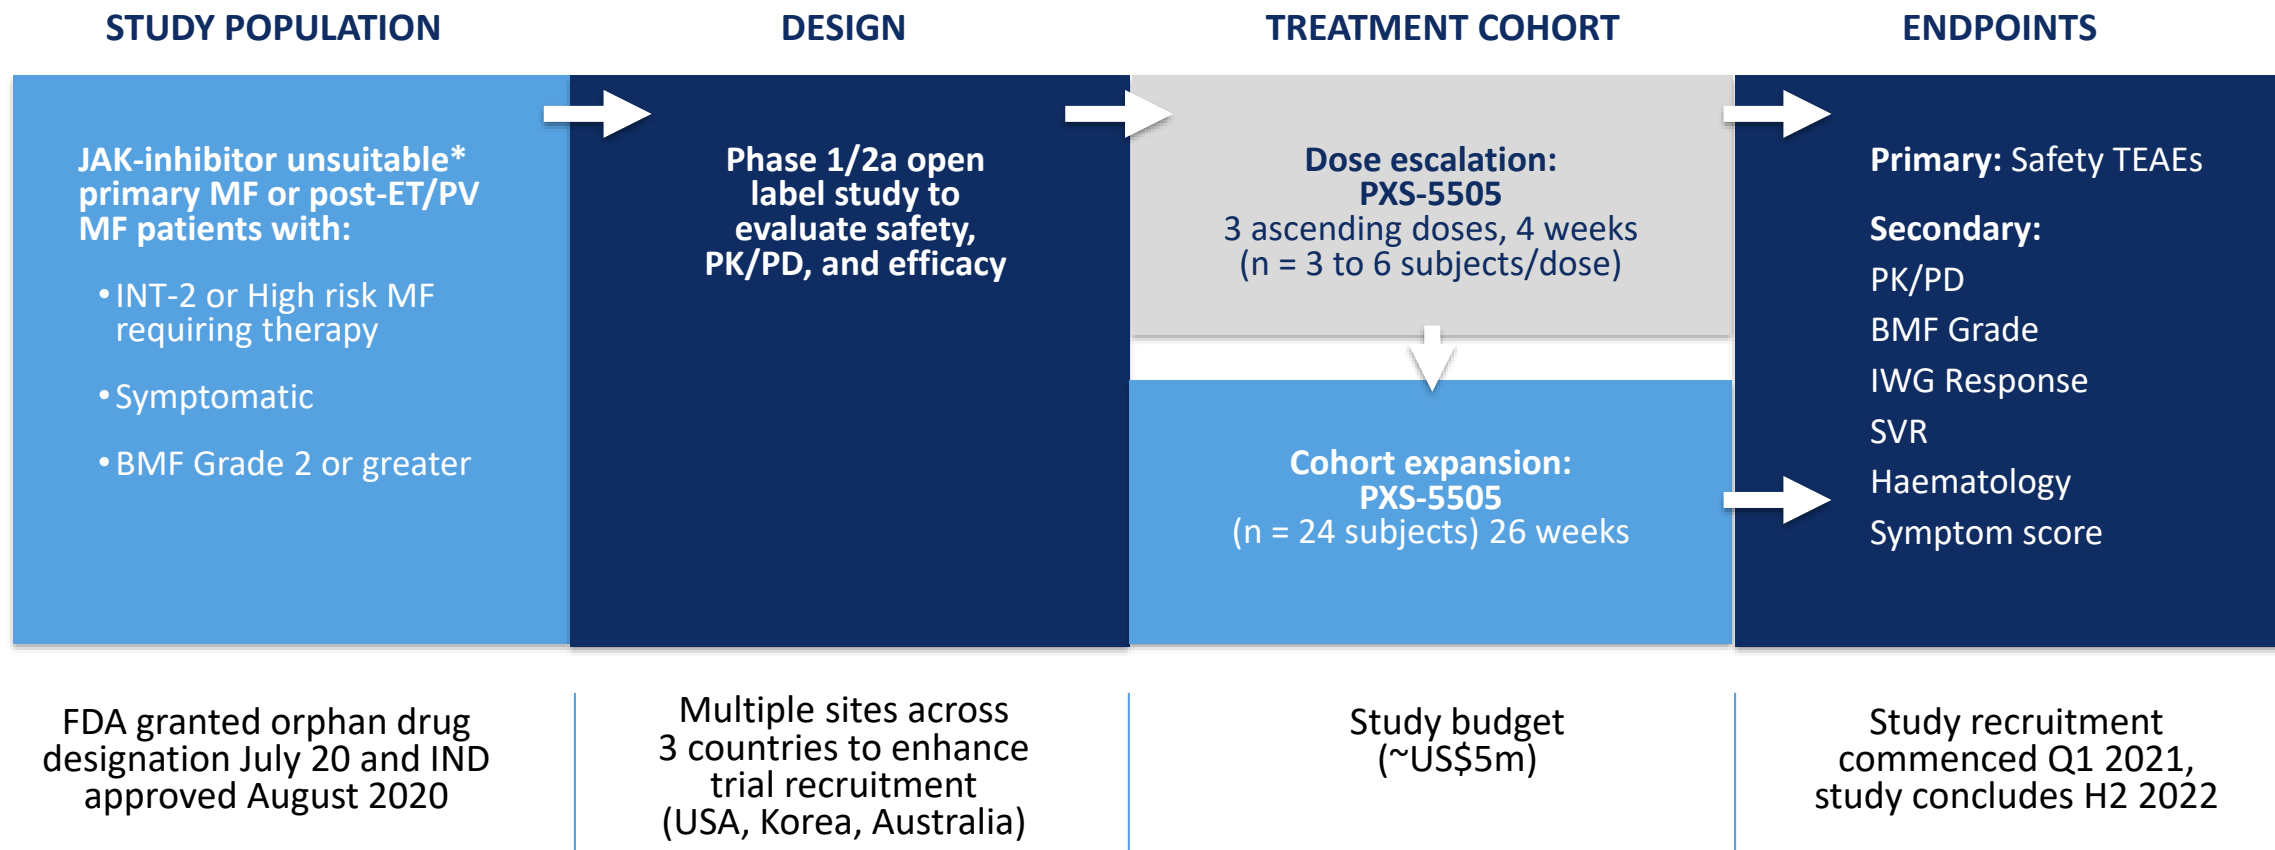 STUDY POPULATION
JAK-inhibitor unsuitable*
primary MF or post-ET/PV
MF patients with:
• INT-2 or High risk MF
requiring therapy
• Symptomatic
• BMF Grade 2 or greater
FDA granted orphan drug
designation July 20 and IND
approved August 2020
DESIGN
Phase 1/2a open
label study to
evaluate safety,
PK/PD, and efficacy
Multiple sites across
3 countries to enhance
trial recruitment
(USA, Korea, Australia)
TREATMENT COHORT
Dose escalation:
PXS-5505
3 ascending doses, 4 weeks
(n = 3 to 6 subjects/dose)
Cohort expansion:
PXS-5505
(n = 24 subjects) 26 weeks
Study budget
(~US$5m)
ENDPOINTS
Primary: Safety TEAEs
Secondary:
PK/PD
BMF Grade
IWG Response
SVR
Haematology
Symptom score
Study recruitment
commenced Q1 2021,
study concludes H2 2022